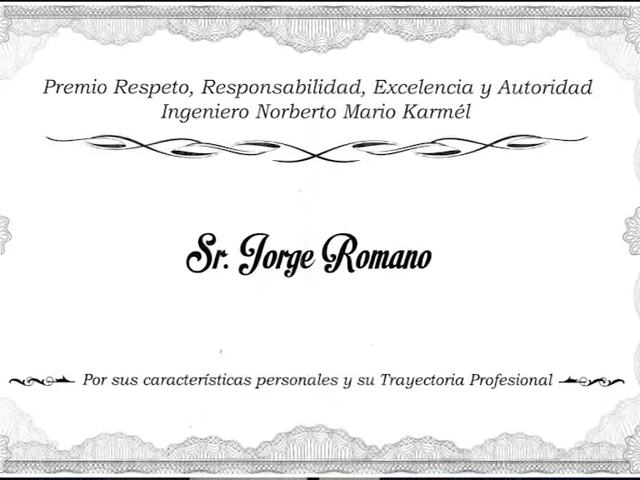 Premio Respeto, Responsabilidad, Excelencia y Autoridad
Ingeniero Norberto Mario Karmél
Sr. Jorge Romano
Por sus características personales y su Trayectoria Profesional